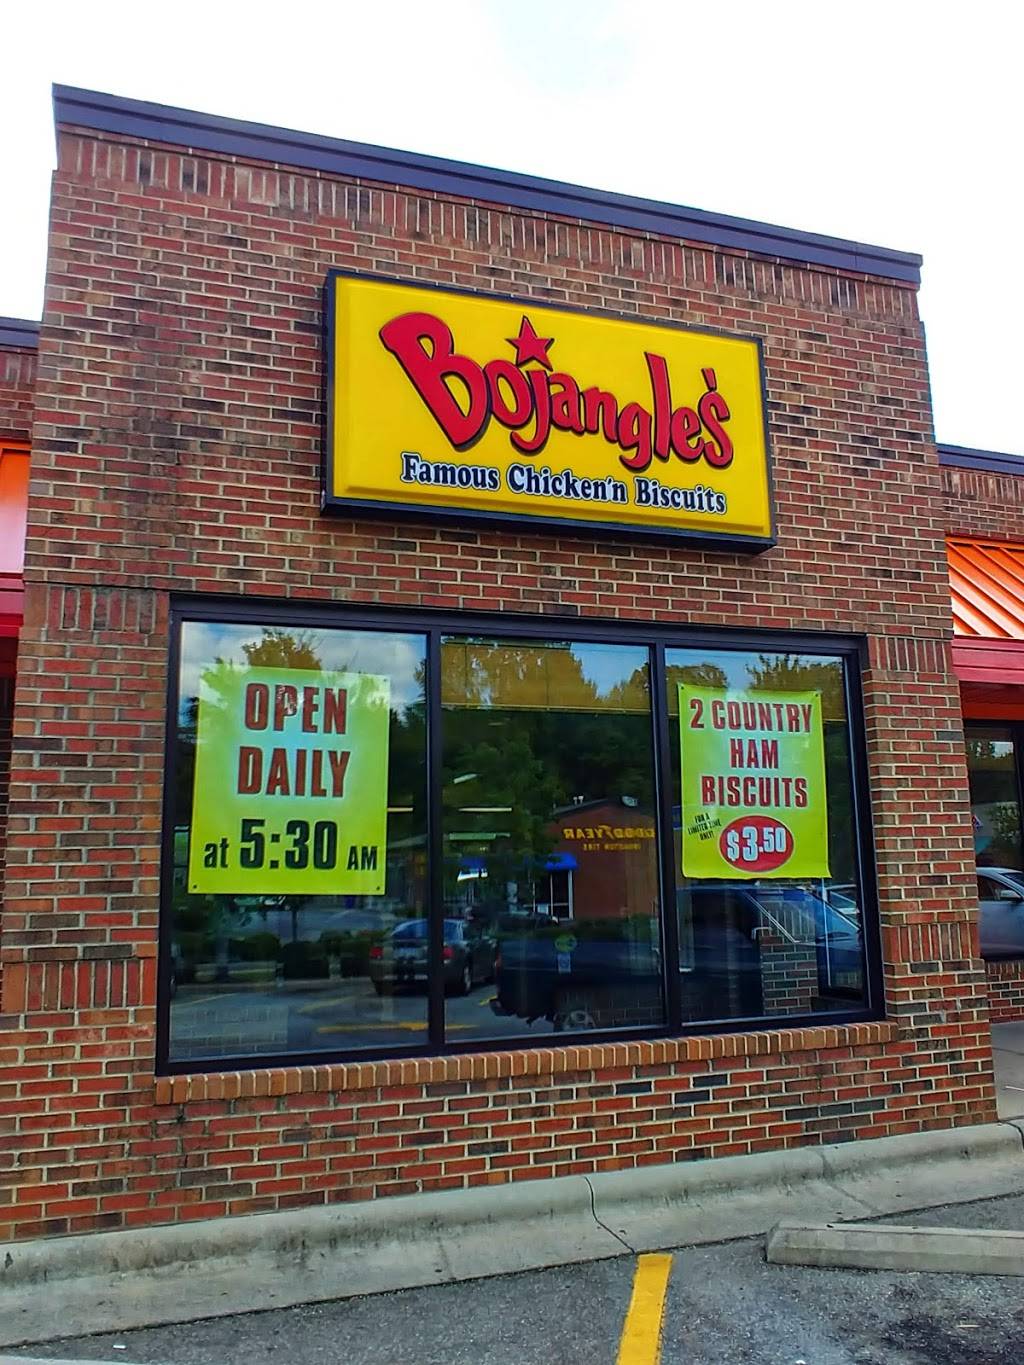 Bojangles'
Famous Chicken'n Biscuits
OPEN
DAILY
at 5:30 AM
2 COUNTRY
HAM
BISCUITS
FOR A
LIMITED TIME
ONLY!
$3.50
GOODYEAR